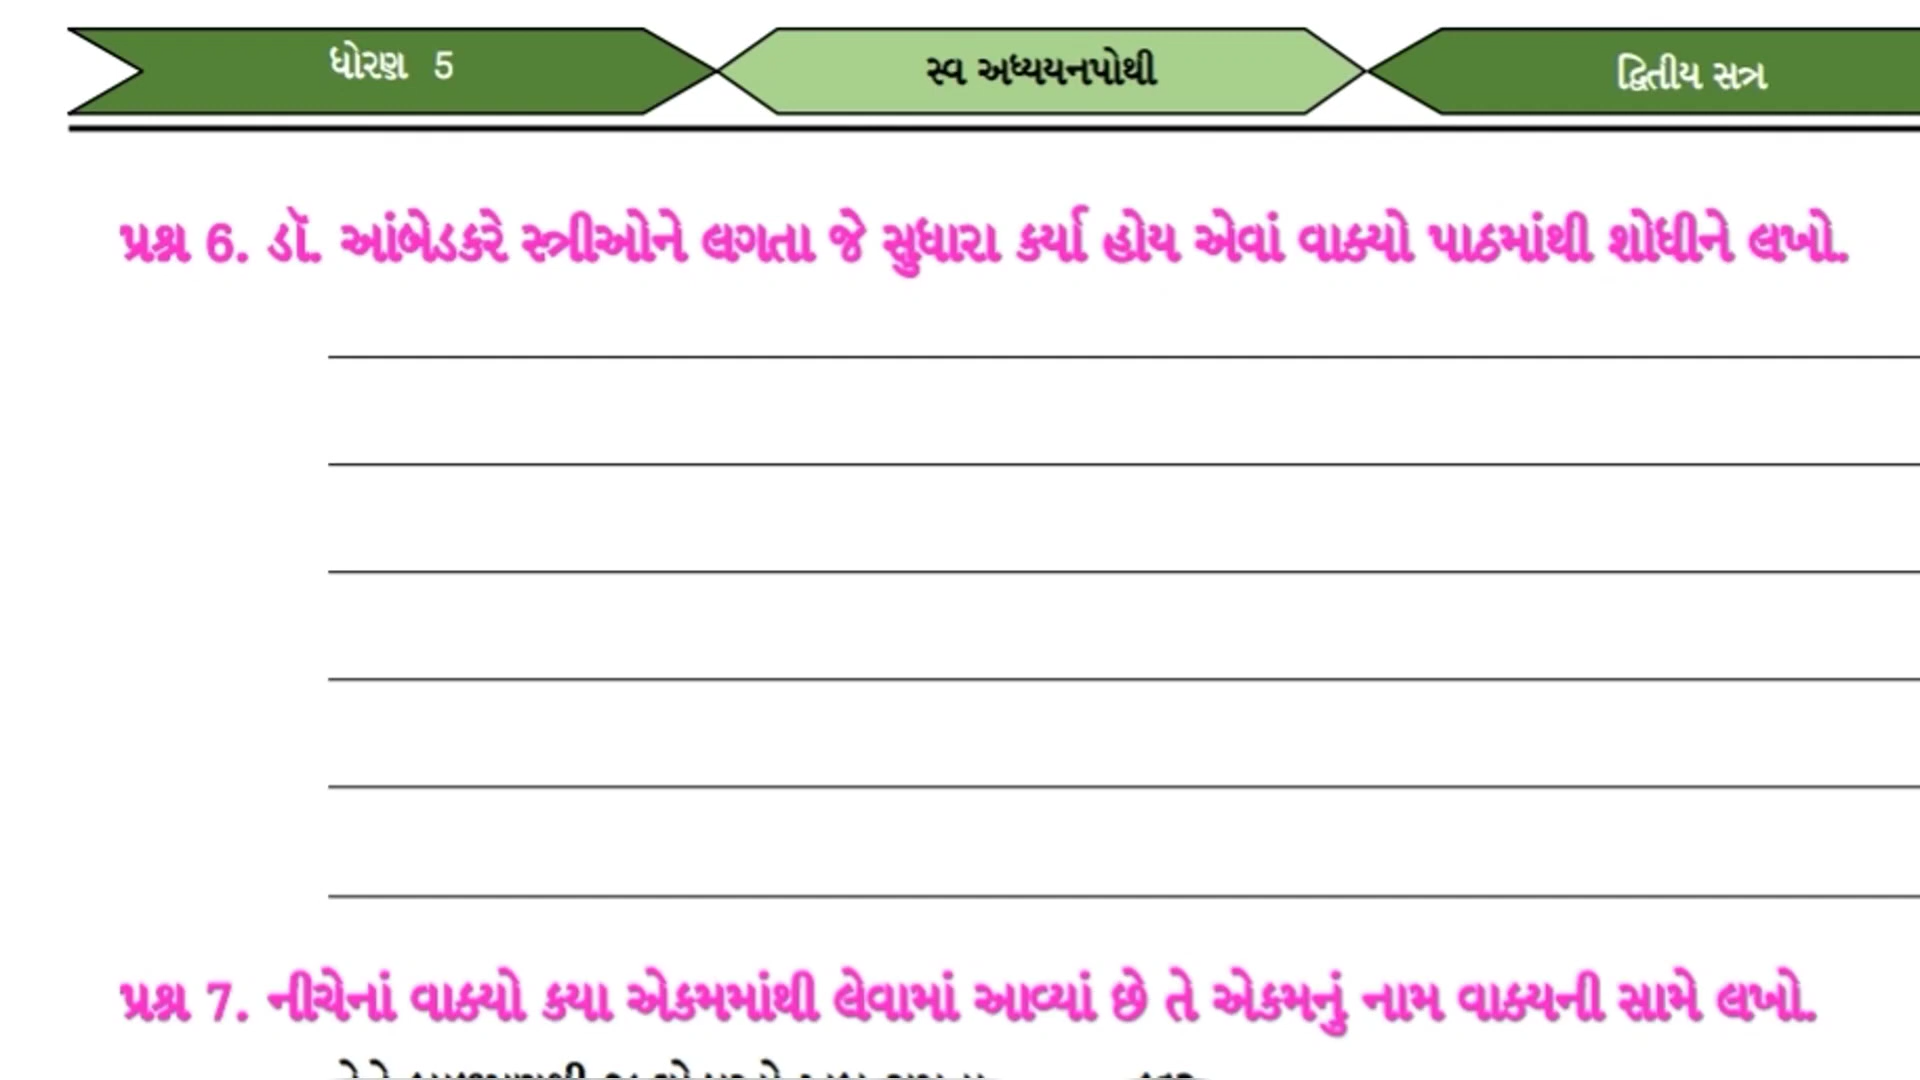 ધોરણ 5
સ્વ અધ્યયનપોથી
દ્વિતીય સત્ર
પ્રશ્ન 6. ડૉ. આંબેડકરે સ્ત્રીઓને લગતા જે સુધારા કર્યા હોય એવાં વાક્યો પાઠમાંથી શોધીને લખો.
પ્રશ્ન 7. નીચેનાં વાક્યો ક્યા એકમમાંથી લેવામાં આવ્યાં છે તે એકમનું નામ વાક્યની સામે લખો.